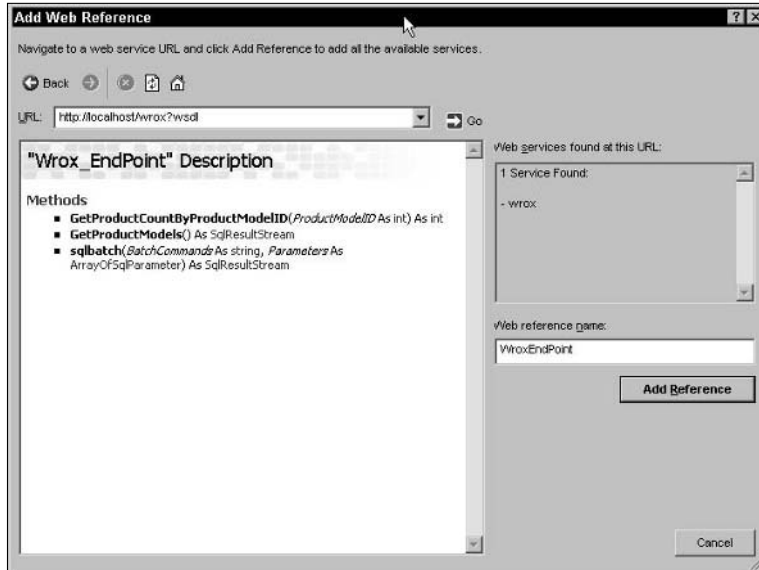 Add Web Reference
Navigate to a web service URL and click Add Reference to add all the available services.
Back
URL: http://localhost/wrox?wsdl
Go
"Wrox_EndPoint" Description
Methods
GetProductCountByProductModelID(ProductModelID As int) As int
GetProductModels() As SqlResultStream
sqlbatch(BatchCommands As string, Parameters As
ArrayOfSqlParameter) As SqlResultStream
Web services found at this URL:
1 Service Found:
- wrox
Web reference name:
WroxEndPoint
Add Reference
Cancel